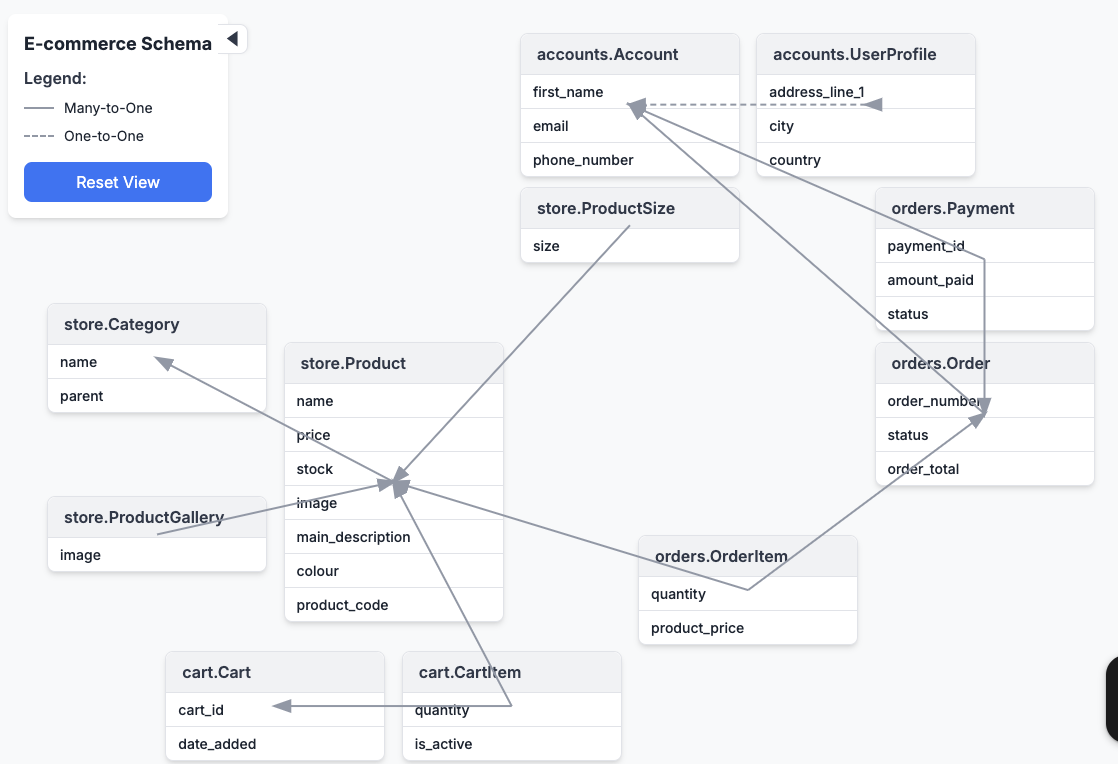 E-commerce Schema
Legend:
Many-to-One
One-to-One
Reset View
accounts.Account
first_name
email
phone_number
accounts.UserProfile
address_line_1
city
country
store.ProductSize
size
orders.Payment
payment_id
amount_paid
status
store.Category
name
parent
store.Product
name
price
stock
image
main_description
colour
product_code
orders.Order
order_number
status
order_total
store.ProductGallery
image
orders.OrderItem
quantity
product_price
cart.Cart
cart_id
date_added
cart.CartItem
quantity
is_active